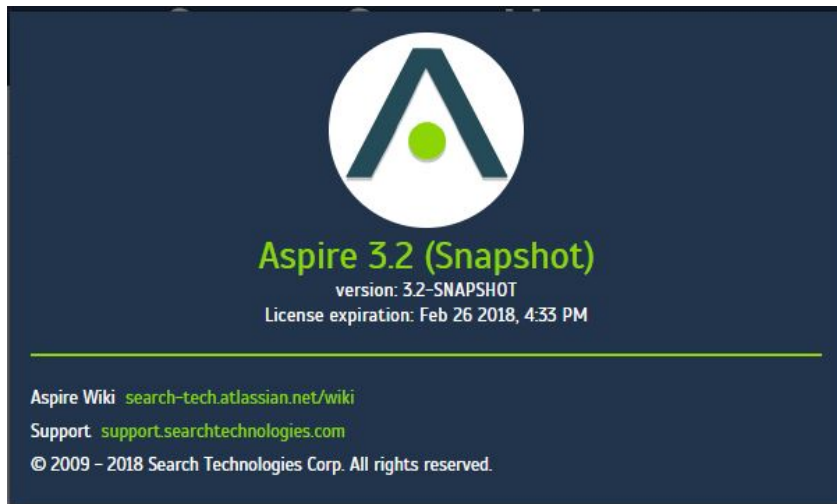 Aspire 3.2 (Snapshot)
version: 3.2-SNAPSHOT
License expiration: Feb 26 2018, 4:33 PM
Aspire Wiki search-tech.atlassian.net/wiki
Support support.searchtechnologies.com
© 2009 - 2018 Search Technologies Corp. All rights reserved.